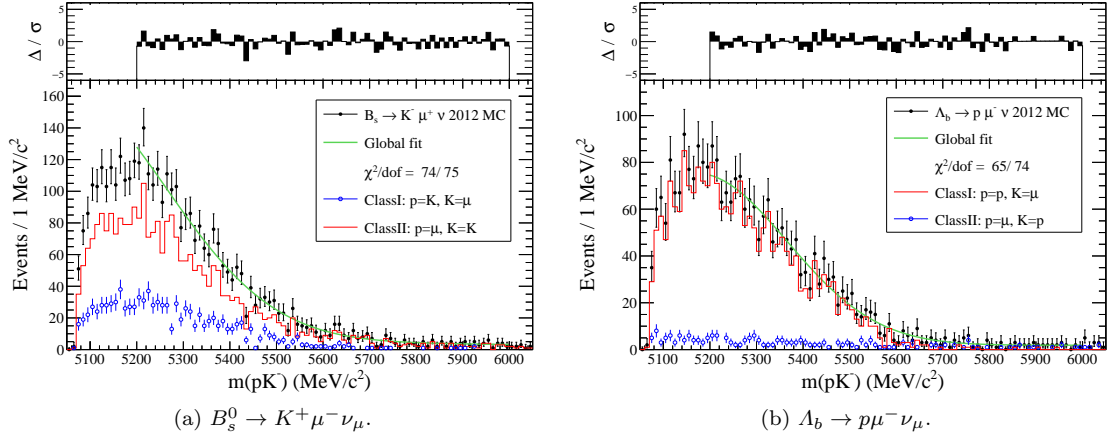 Δ / σ
5
0
−5
Events / 1 MeV/c²
160
140
120
100
80
60
40
20
0
B_s → K⁻ μ⁺ ν 2012 MC
Global fit
χ²/dof = 74/75
ClassI: p=K, K=μ
ClassII: p=μ, K=K
5100 5200 5300 5400 5500 5600 5700 5800 5900 6000
m(pK⁻) (MeV/c²)
(a) B_s^0 → K⁺μ⁻ν_μ.
Δ / σ
5
0
−5
Events / 1 MeV/c²
100
80
60
40
20
0
Λ_b → p μ⁻ ν 2012 MC
Global fit
χ²/dof = 65/74
ClassI: p=p, K=μ
ClassII: p=μ, K=p
5100 5200 5300 5400 5500 5600 5700 5800 5900 6000
m(pK⁻) (MeV/c²)
(b) Λ_b → pμ⁻ν_μ.